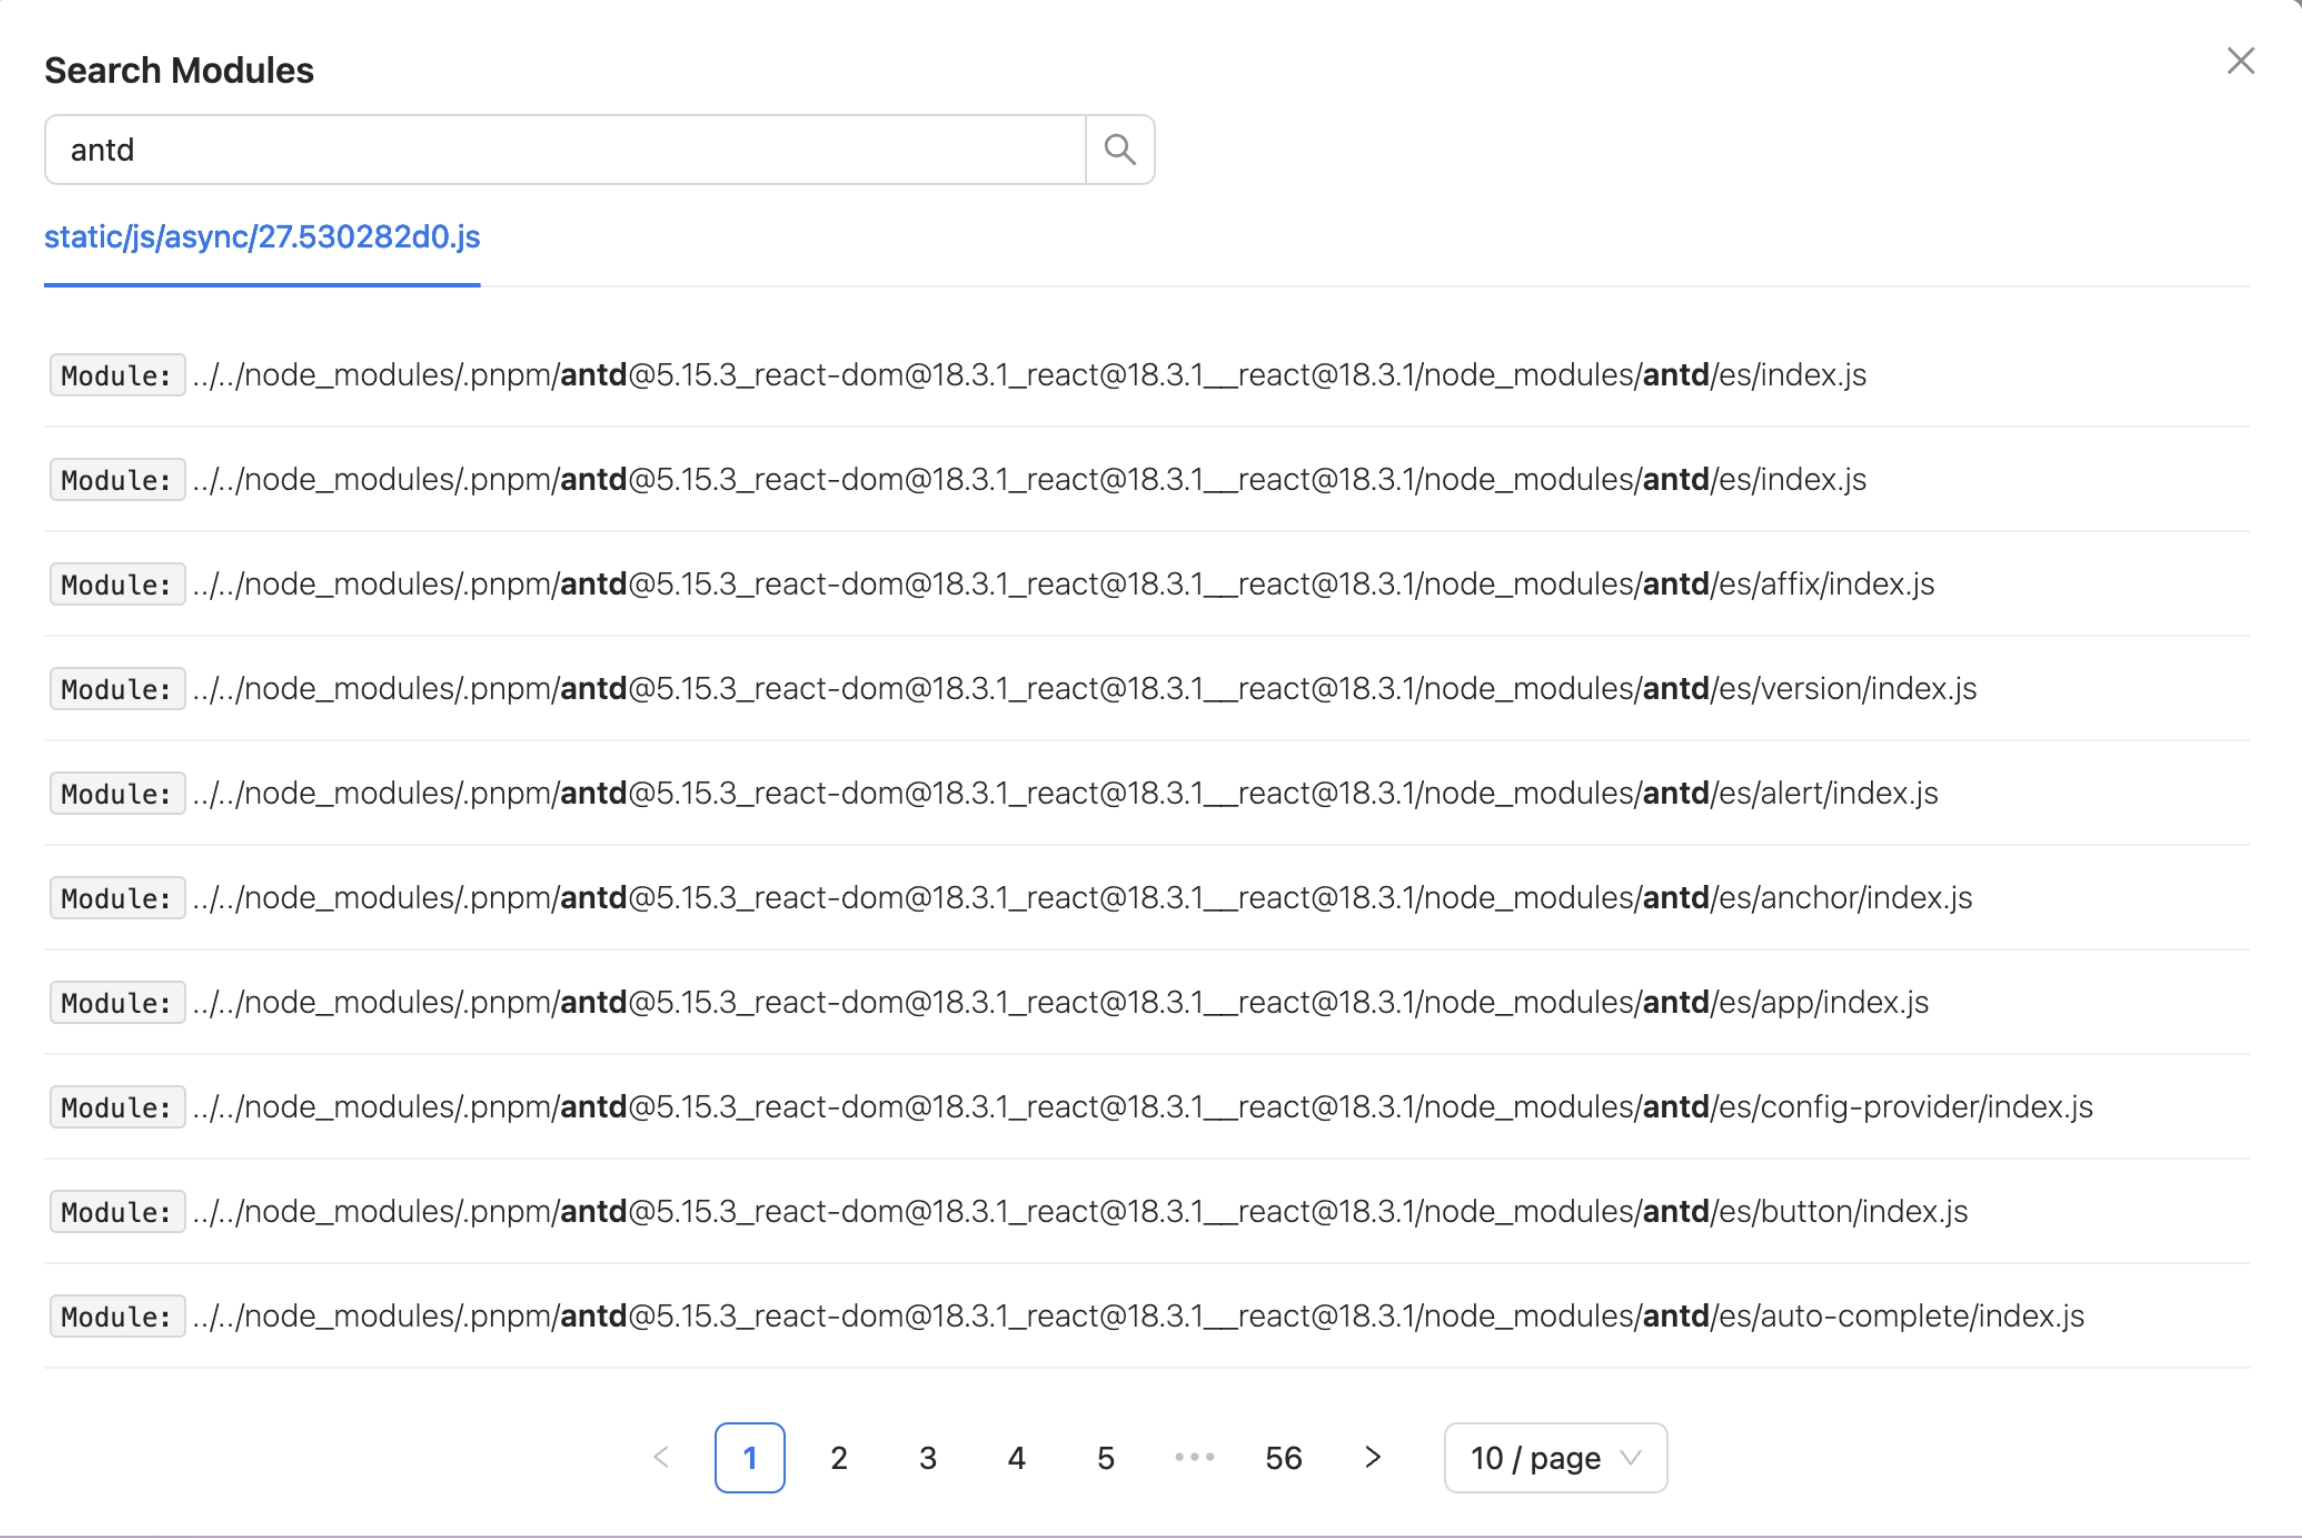 Search Modules
antd
static/js/async/27.530282d0.js
Module: ../../node_modules/.pnpm/antd@5.15.3_react-dom@18.3.1_react@18.3.1__react@18.3.1/node_modules/antd/es/index.js
Module: ../../node_modules/.pnpm/antd@5.15.3_react-dom@18.3.1_react@18.3.1__react@18.3.1/node_modules/antd/es/index.js
Module: ../../node_modules/.pnpm/antd@5.15.3_react-dom@18.3.1_react@18.3.1__react@18.3.1/node_modules/antd/es/affix/index.js
Module: ../../node_modules/.pnpm/antd@5.15.3_react-dom@18.3.1_react@18.3.1__react@18.3.1/node_modules/antd/es/version/index.js
Module: ../../node_modules/.pnpm/antd@5.15.3_react-dom@18.3.1_react@18.3.1__react@18.3.1/node_modules/antd/es/alert/index.js
Module: ../../node_modules/.pnpm/antd@5.15.3_react-dom@18.3.1_react@18.3.1__react@18.3.1/node_modules/antd/es/anchor/index.js
Module: ../../node_modules/.pnpm/antd@5.15.3_react-dom@18.3.1_react@18.3.1__react@18.3.1/node_modules/antd/es/app/index.js
Module: ../../node_modules/.pnpm/antd@5.15.3_react-dom@18.3.1_react@18.3.1__react@18.3.1/node_modules/antd/es/config-provider/index.js
Module: ../../node_modules/.pnpm/antd@5.15.3_react-dom@18.3.1_react@18.3.1__react@18.3.1/node_modules/antd/es/button/index.js
Module: ../../node_modules/.pnpm/antd@5.15.3_react-dom@18.3.1_react@18.3.1__react@18.3.1/node_modules/antd/es/auto-complete/index.js
< 1 2 3 4 5 ••• 56 > 10 / page